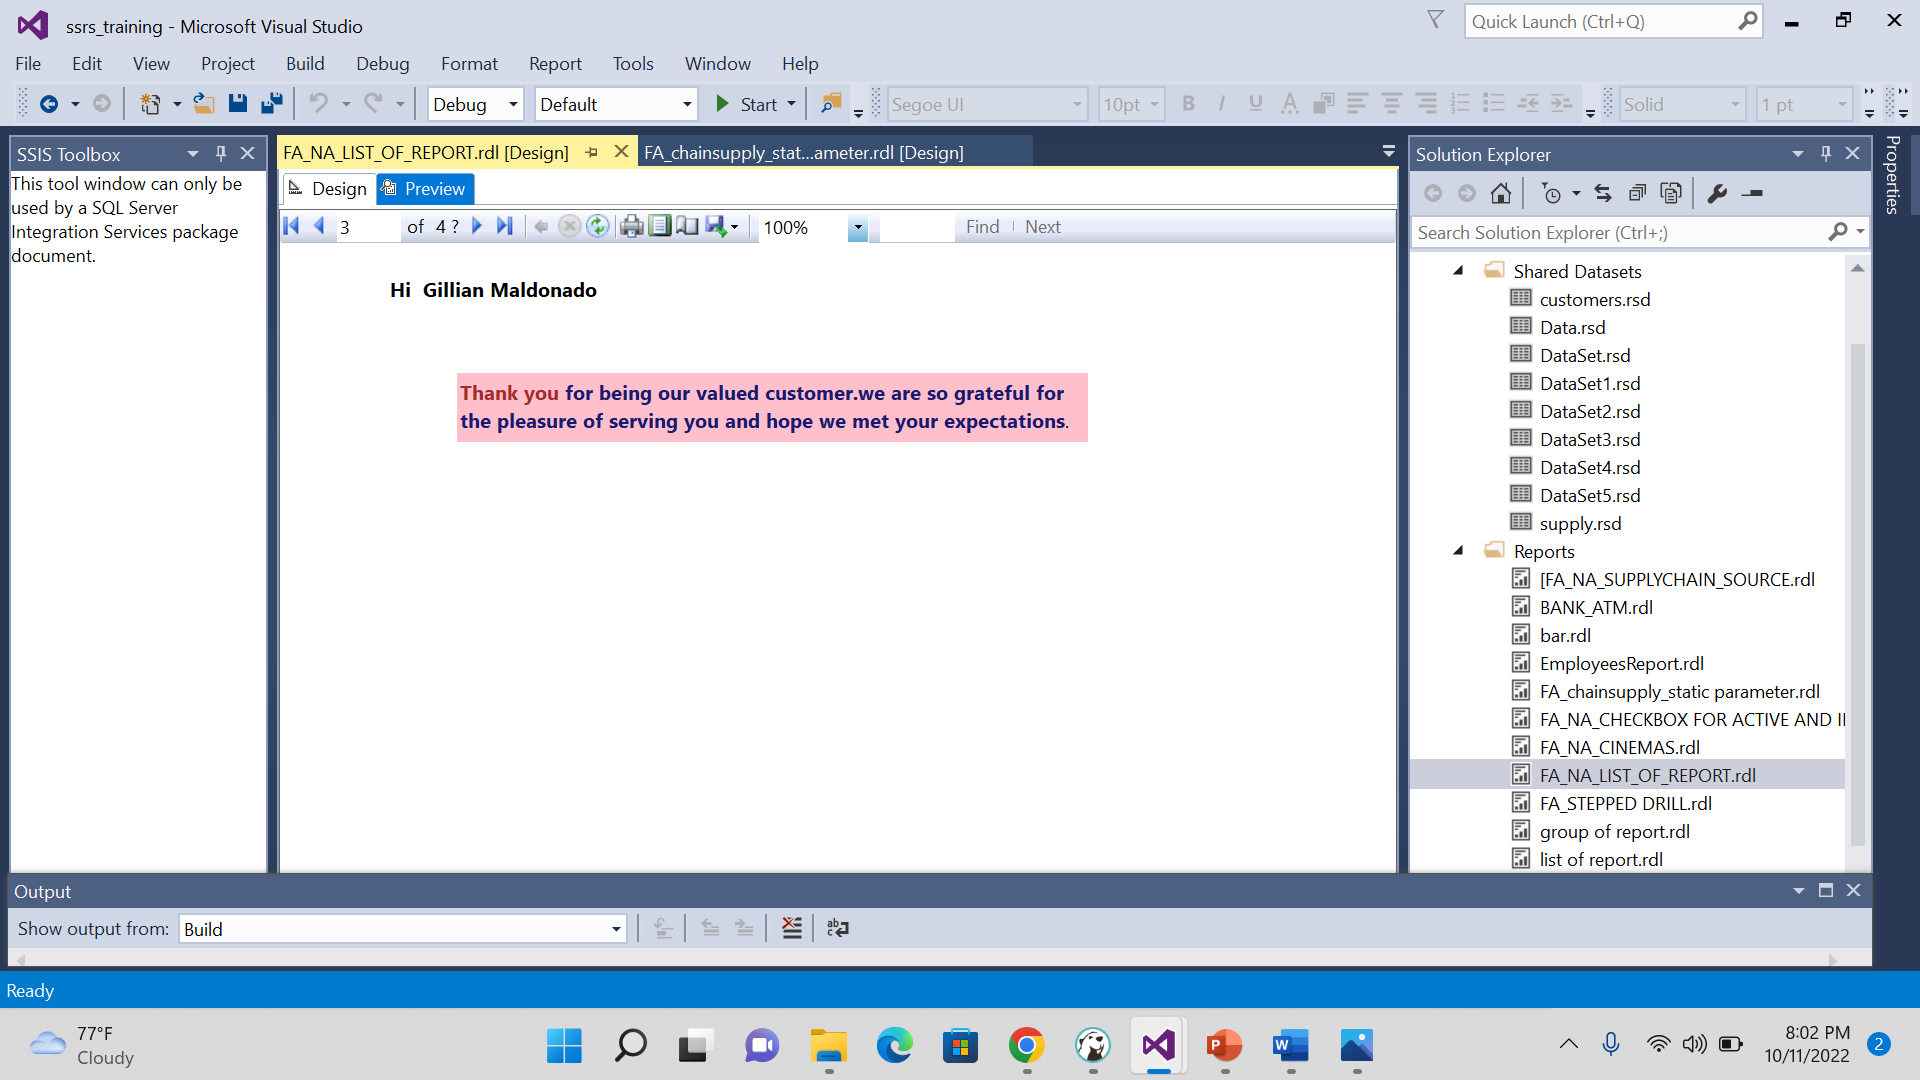 ssrs_training - Microsoft Visual Studio
Quick Launch (Ctrl+Q)
File Edit View Project Build Debug Format Report Tools Window Help
Debug Default Start Segoe UI 10pt B I U A Solid 1 pt
SSIS Toolbox
This tool window can only be
used by a SQL Server
Integration Services package
document.
FA_NA_LIST_OF_REPORT.rdl [Design] FA_chainsupply_stat...ameter.rdl [Design]
Design Preview
3 of 4 ? 100% Find Next
Hi Gillian Maldonado
Thank you for being our valued customer.we are so grateful for
the pleasure of serving you and hope we met your expectations.
Solution Explorer
Search Solution Explorer (Ctrl+;)
Shared Datasets
customers.rsd
Data.rsd
DataSet.rsd
DataSet1.rsd
DataSet2.rsd
DataSet3.rsd
DataSet4.rsd
DataSet5.rsd
supply.rsd
Reports
[FA_NA_SUPPLYCHAIN_SOURCE.rdl
BANK_ATM.rdl
bar.rdl
EmployeesReport.rdl
FA_chainsupply_static parameter.rdl
FA_NA_CHECKBOX FOR ACTIVE AND I
FA_NA_CINEMAS.rdl
FA_NA_LIST_OF_REPORT.rdl
FA_STEPPED DRILL.rdl
group of report.rdl
list of report.rdl
Properties
Output
Show output from: Build
Ready
77°F
Cloudy
8:02 PM
10/11/2022
2